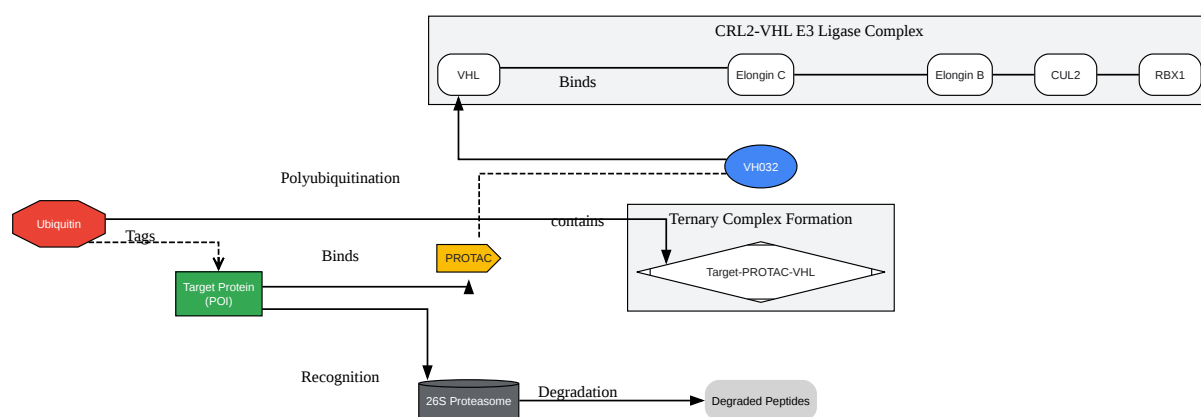 CRL2-VHL E3 Ligase Complex
VHL
Binds
Elongin C
Elongin B
CUL2
RBX1
VH032
Polyubiquitination
Ubiquitin
Tags
contains
Ternary Complex Formation
Binds
PROTAC
Target-PROTAC-VHL
Target Protein
(POI)
Recognition
26S Proteasome
Degradation
Degraded Peptides